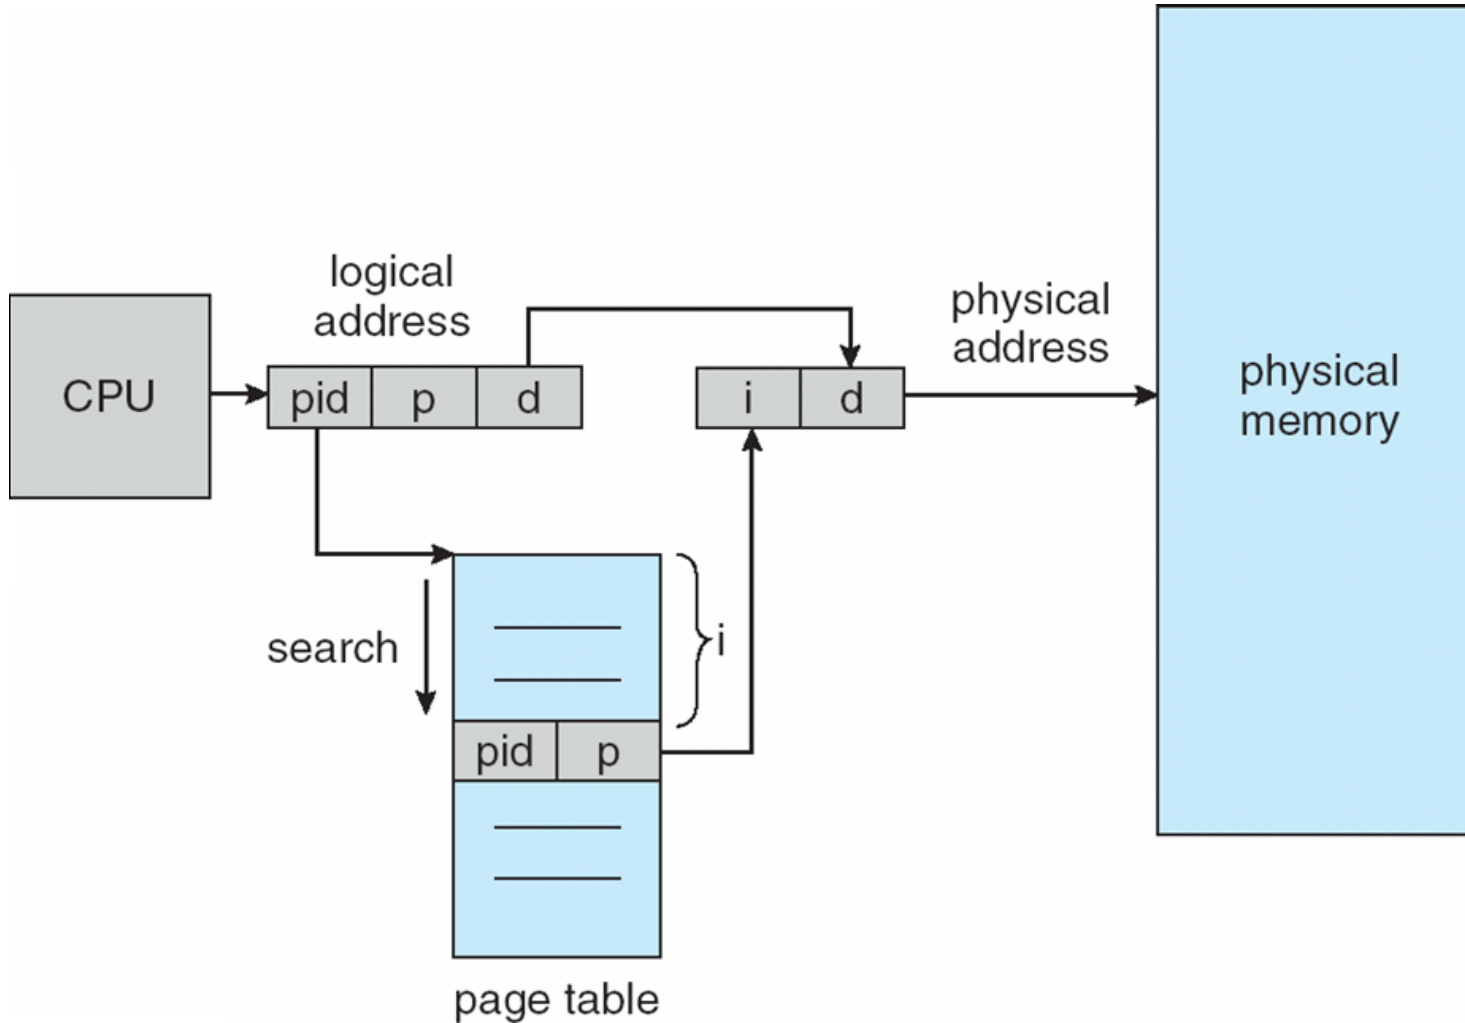 logical
address
physical
address
CPU
pid
p
d
i
d
physical
memory
search
i
pid
p
page table